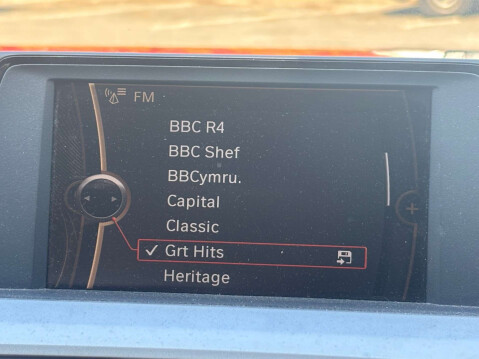 FM
BBC R4
BBC Shef
BBCymru.
Capital
Classic
Grt Hits
Heritage